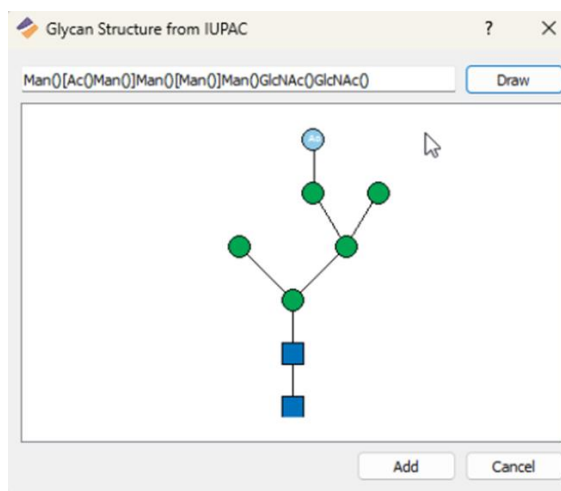 Glycan Structure from IUPAC
?
Man()[Ac()Man()]Man()[Man()]Man()GlcNAc()GlcNAc()
Draw
Ac
Add
Cancel